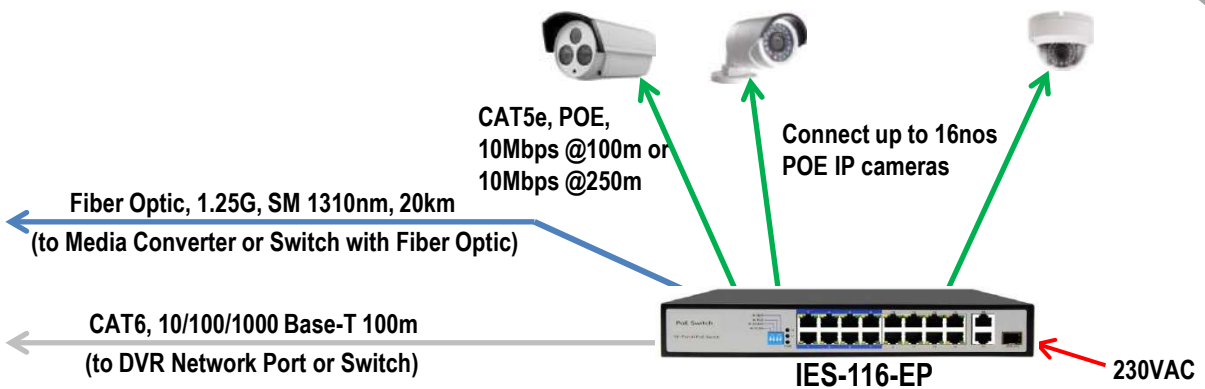 CAT5e, POE,
10Mbps @100m or
10Mbps @250m
Connect up to 16nos
POE IP cameras
Fiber Optic, 1.25G, SM 1310nm, 20km
(to Media Converter or Switch with Fiber Optic)
CAT6, 10/100/1000 Base-T 100m
(to DVR Network Port or Switch)
PoE Switch
IES-116-EP
230VAC